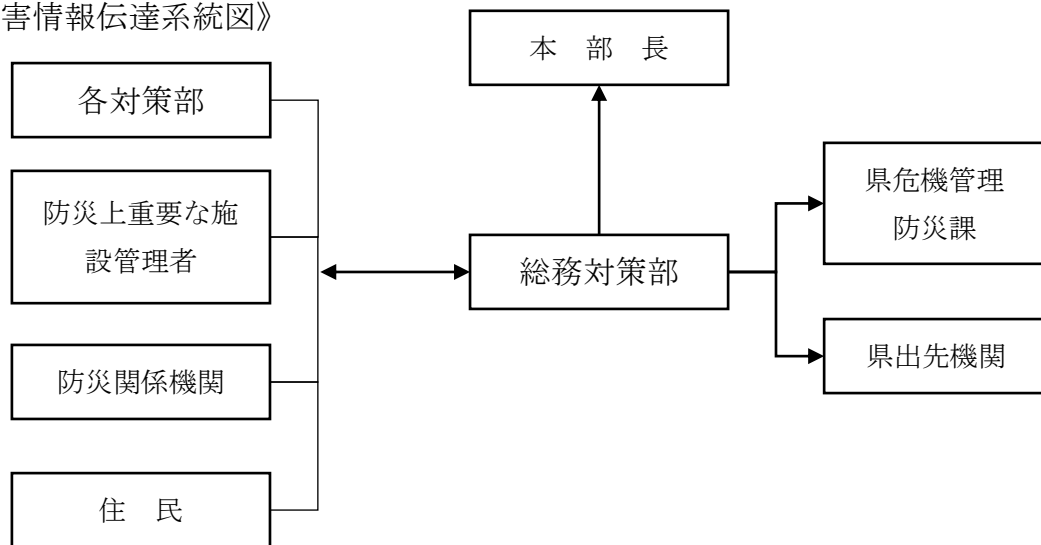 害情報伝達系統図》
本 部 長
各対策部
防災上重要な施
設管理者
防災関係機関
住 民
総務対策部
県危機管理
防災課
県出先機関